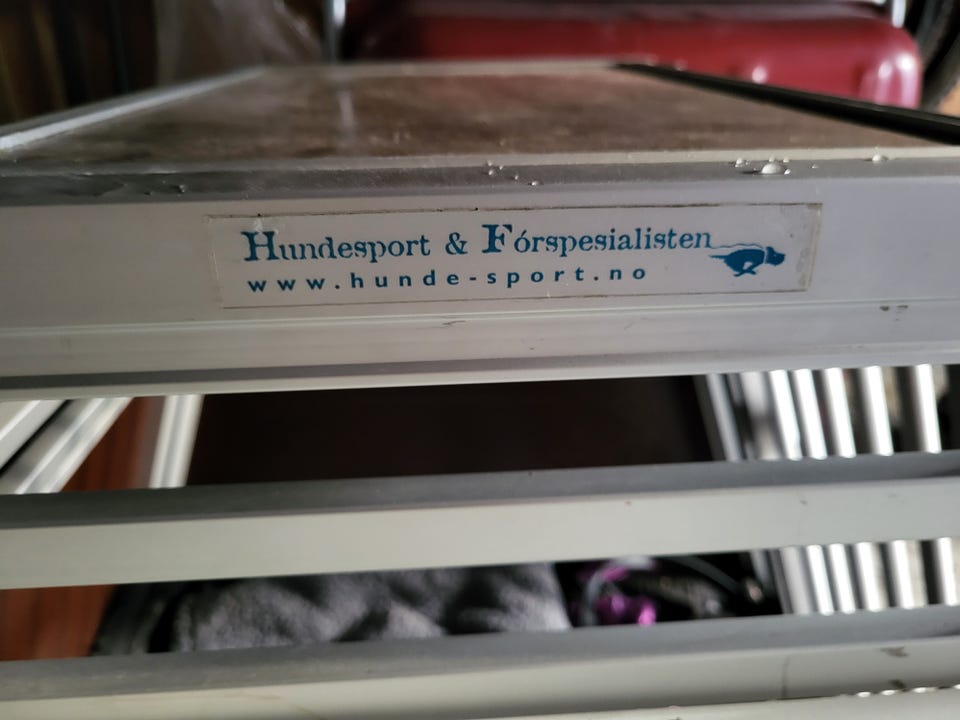 Hundesport & Fórspesialisten
www.hunde-sport.no